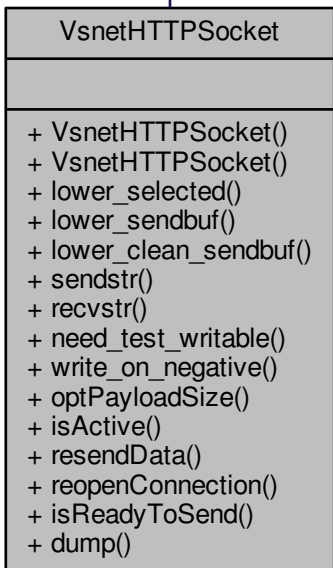 VsnetHTTPSocket
+ VsnetHTTPSocket()
+ VsnetHTTPSocket()
+ lower_selected()
+ lower_sendbuf()
+ lower_clean_sendbuf()
+ sendstr()
+ recvstr()
+ need_test_writable()
+ write_on_negative()
+ optPayloadSize()
+ isActive()
+ resendData()
+ reopenConnection()
+ isReadyToSend()
+ dump()